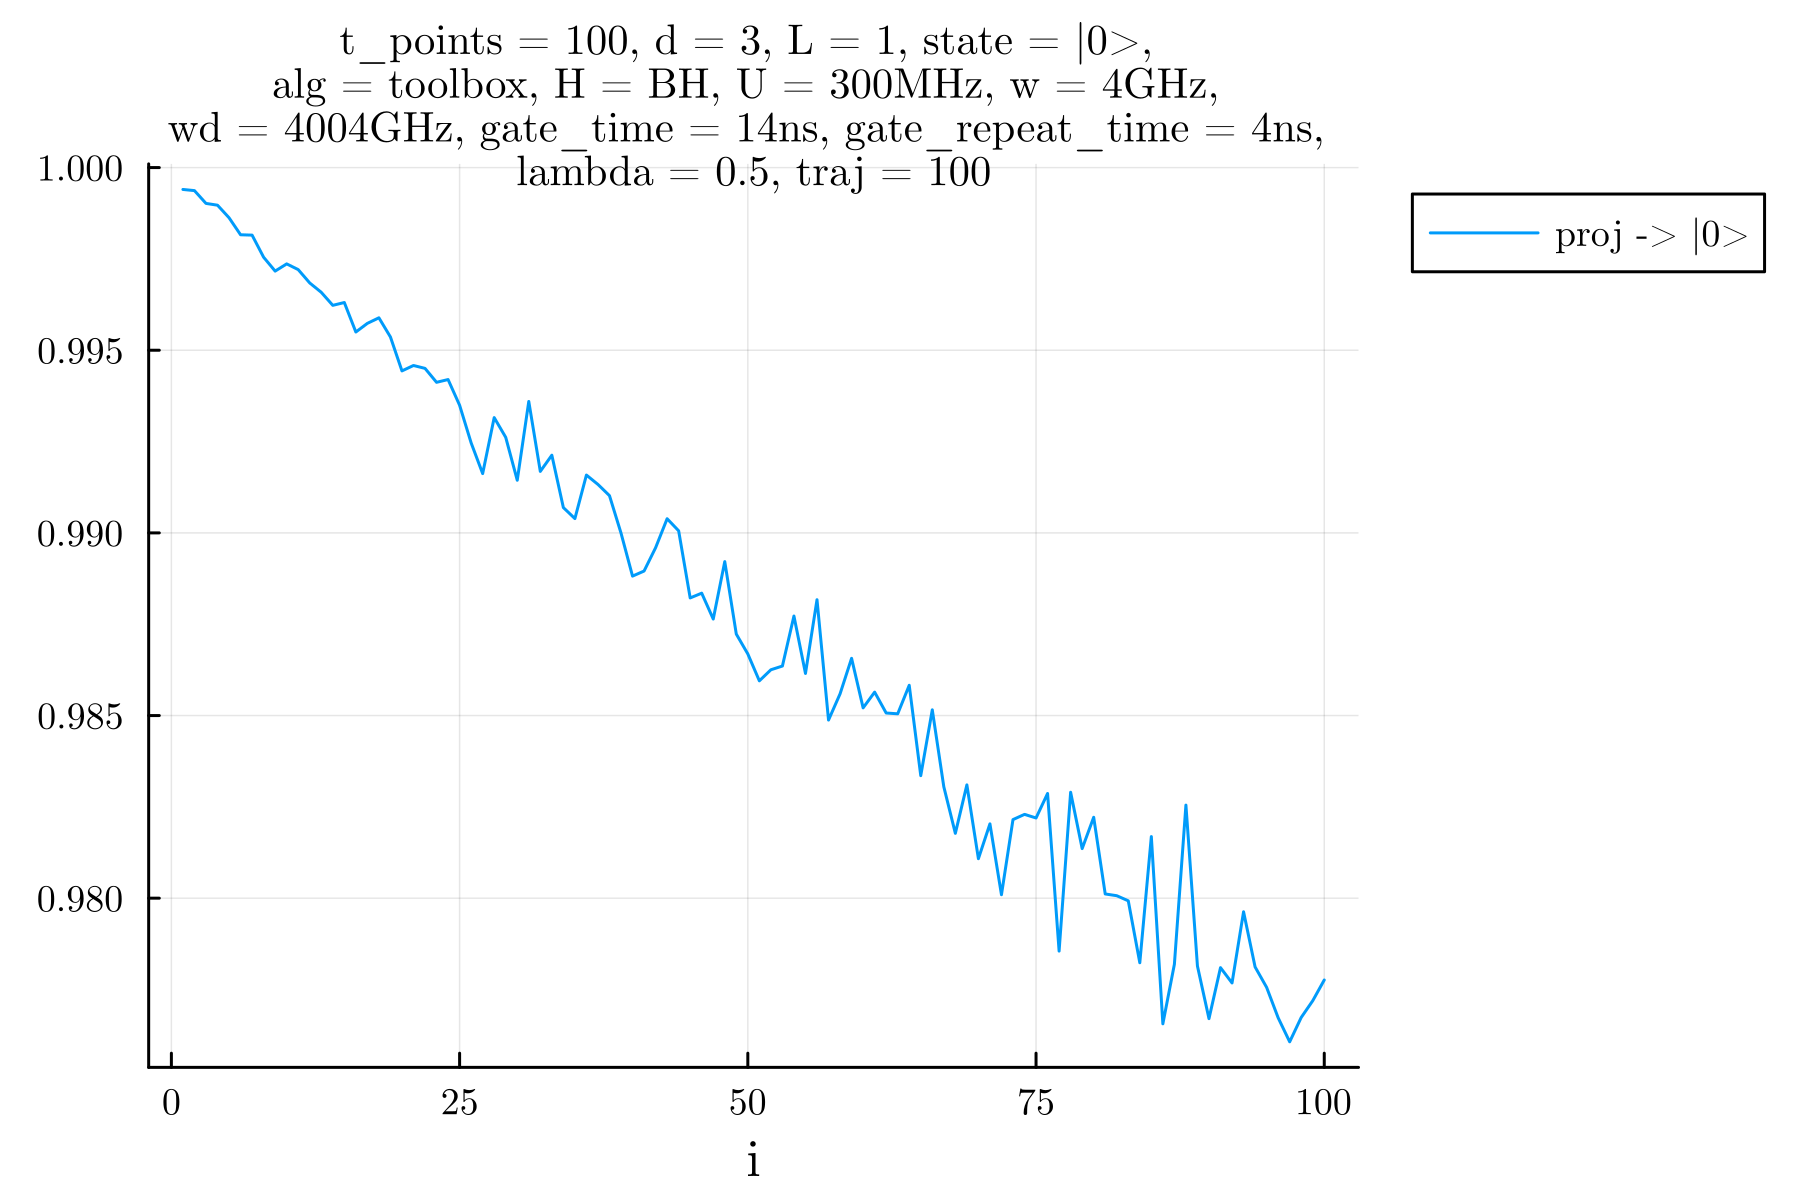 t_points = 100, d = 3, L = 1, state = |0>,
alg = toolbox, H = BH, U = 300MHz, w = 4GHz,
wd = 4004GHz, gate_time = 14ns, gate_repeat_time = 4ns,
lambda = 0.5, traj = 100
1.000
0.995
0.990
0.985
0.980
0
25
50
75
100
i
proj -> |0>